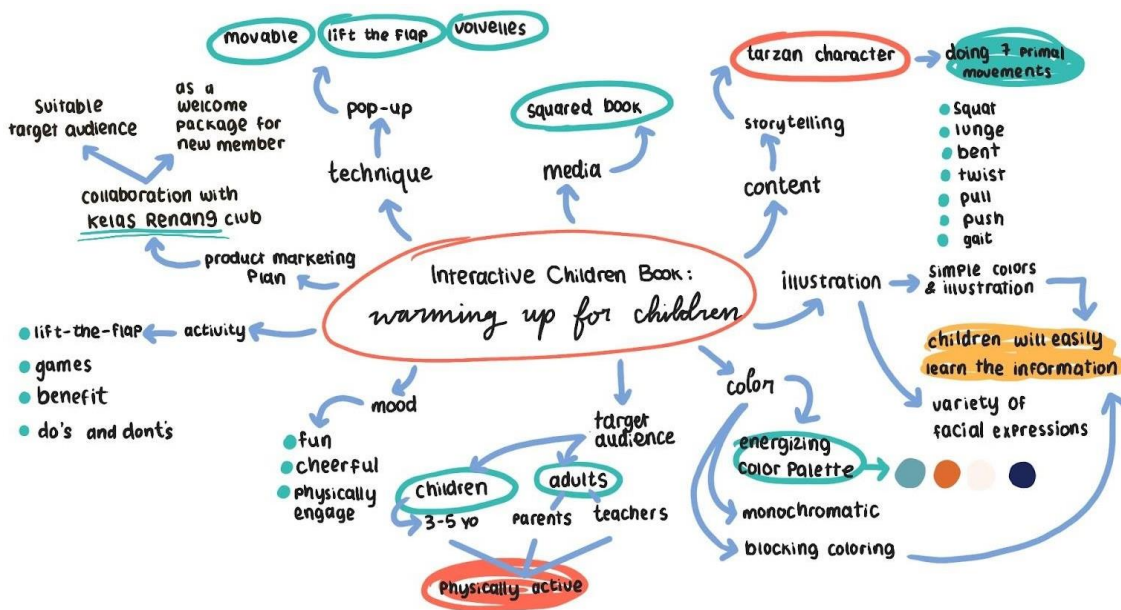 movable
lift the flap
volvelles
pop-up
technique
squared book
media
tarzan character
doing 7 primal
movements
storytelling
content
squat
lunge
bent
twist
pull
push
gait
Suitable
target audience
as a
welcome
package for
new member
collaboration with
Kelas Renang club
product marketing
Plan
Interactive Children Book:
warming up for children
illustration
simple colors
& illustration
children will easily
learn the information
variety of
facial expressions
lift-the-flap
activity
games
benefit
do's and dont's
mood
fun
cheerful
physically
engage
target
audience
children
adults
3-5 yo
parents
teachers
physically active
color
energizing
color palette
monochromatic
blocking coloring